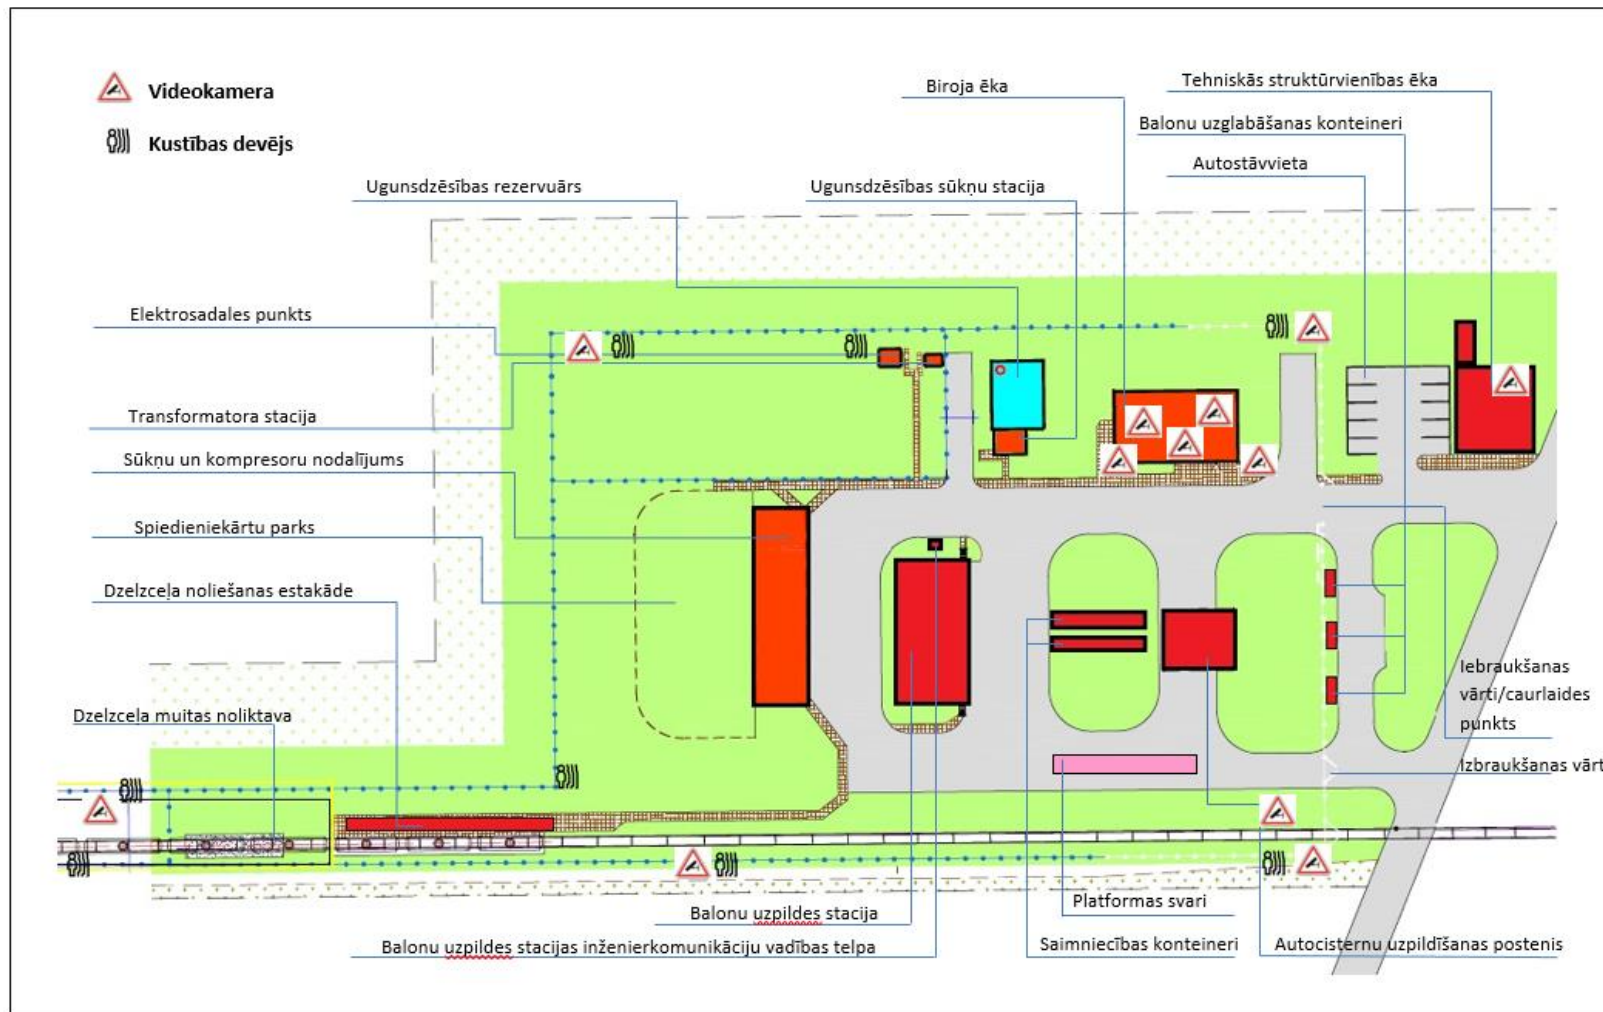 Videokamera
Kustības devējs
Biroja ēka
Tehniskās struktūrvienības ēka
Balonu uzglabāšanas konteineri
Autostāvvieta
Ugunsdzēsības rezervuārs
Ugunsdzēsības sūkņu stacija
Elektrosadales punkts
Transformatora stacija
Sūkņu un kompresoru nodalījums
Spiedieniekārtu parks
Dzelzceļa noliešanas estakāde
Dzelzceļa muitas noliktava
Iebraukšanas
vārti/caurlaides
punkts
Izbraukšanas vārt
Balonu uzpildes stacija
Platformas svari
Balonu uzpildes stacijas inženierkomunikāciju vadības telpa
Saimniecības konteineri
Autocisternu uzpildīšanas postenis